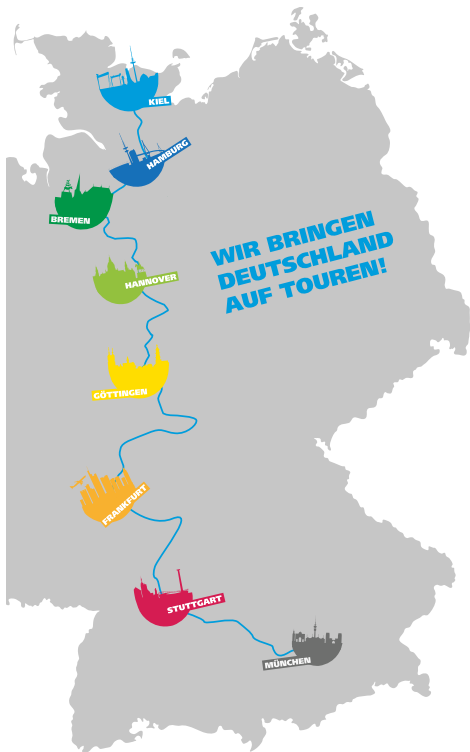 KIEL
HAMBURG
BREMEN
WIR BRINGEN
DEUTSCHLAND
AUF TOUREN!
HANNOVER
GÖTTINGEN
FRANKFURT
STUTTGART
MÜNCHEN